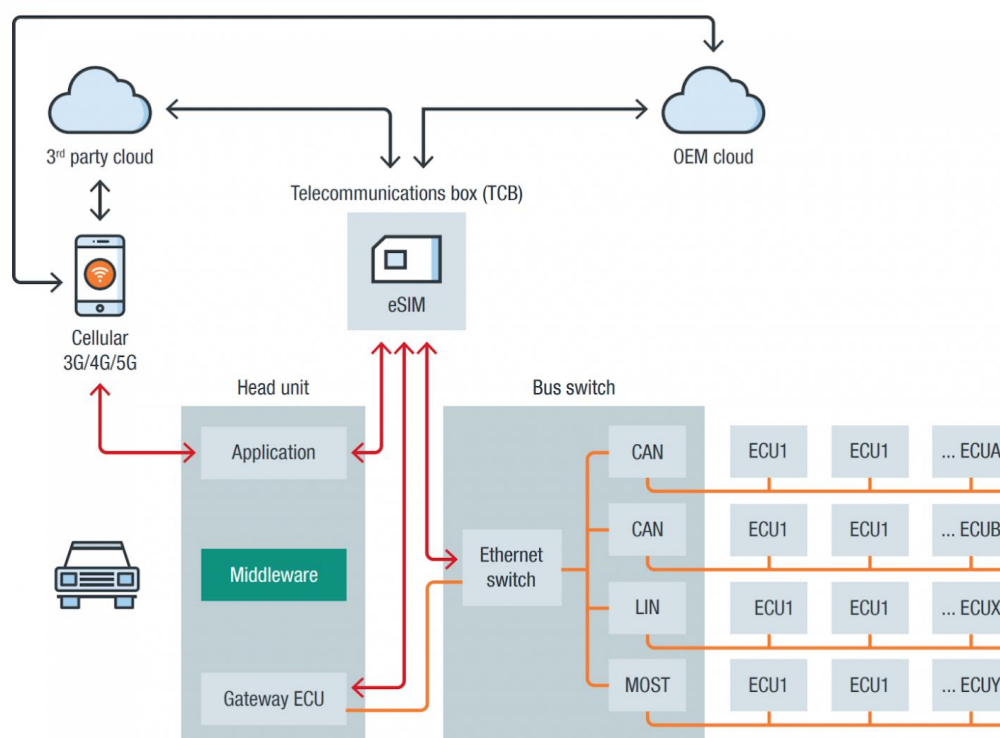 3rd party cloud
OEM cloud
Telecommunications box (TCB)
eSIM
Cellular
3G/4G/5G
Head unit
Bus switch
Application
CAN
ECU1
ECU1
... ECUA
Middleware
Ethernet
switch
CAN
ECU1
ECU1
... ECUB
LIN
ECU1
ECU1
... ECUX
Gateway ECU
MOST
ECU1
ECU1
... ECUY